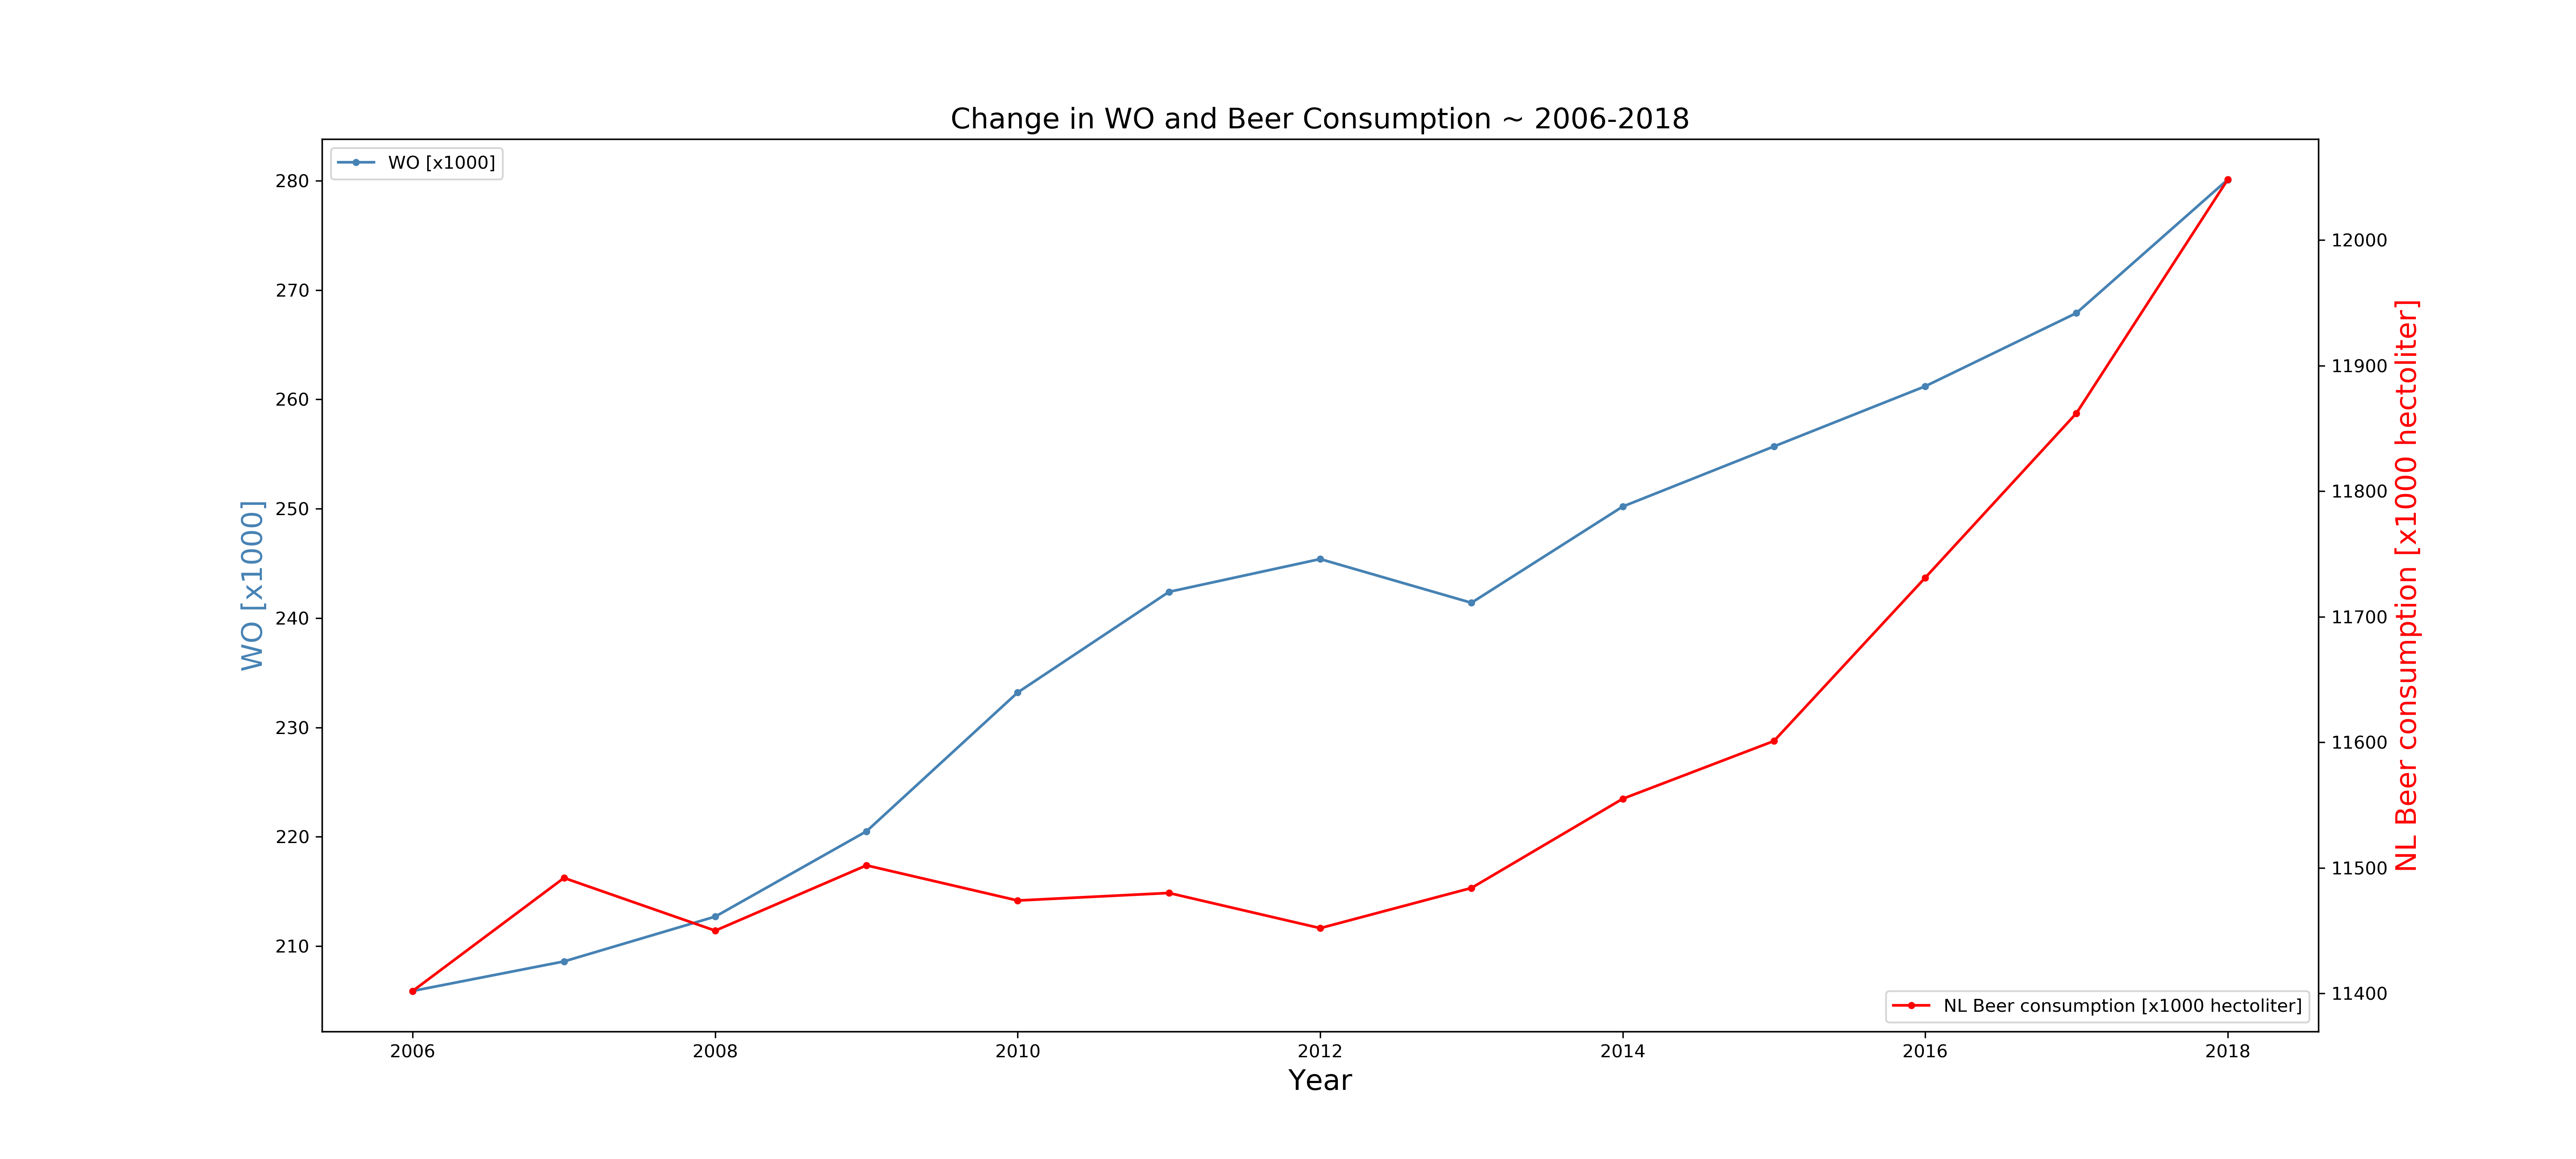 Change in WO and Beer Consumption ~ 2006-2018
WO [x1000]
280
270
260
250
240
230
220
210
WO [x1000]
12000
11900
11800
11700
11600
11500
11400
NL Beer consumption [x1000 hectoliter]
NL Beer consumption [x1000 hectoliter]
2006 2008 2010 2012 2014 2016 2018
Year